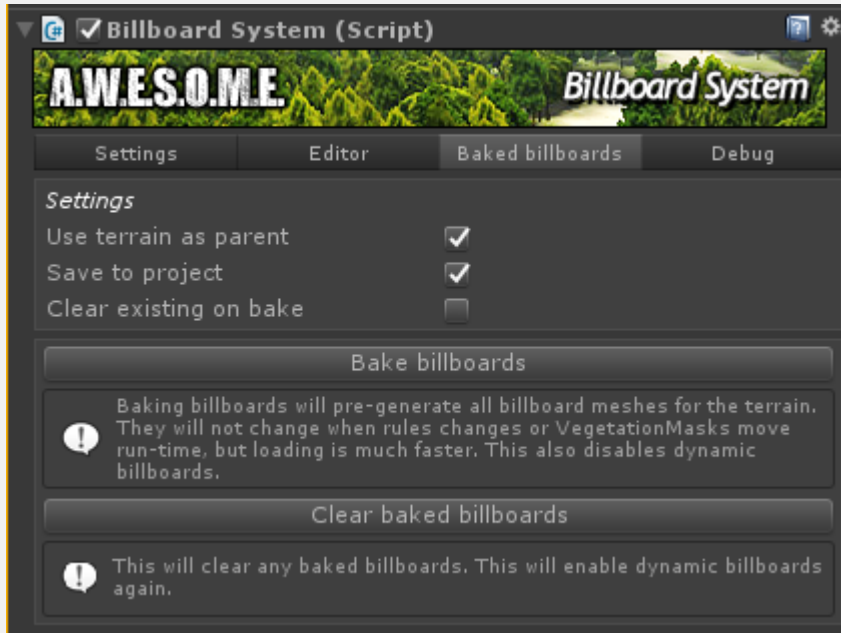 Billboard System (Script)
A.W.E.S.O.M.E.
Billboard System
Settings
Editor
Baked billboards
Debug
Settings
Use terrain as parent
Save to project
Clear existing on bake
Bake billboards
Baking billboards will pre-generate all billboard meshes for the terrain.
They will not change when rules changes or VegetationMasks move
run-time, but loading is much faster. This also disables dynamic
billboards.
Clear baked billboards
This will clear any baked billboards. This will enable dynamic billboards
again.